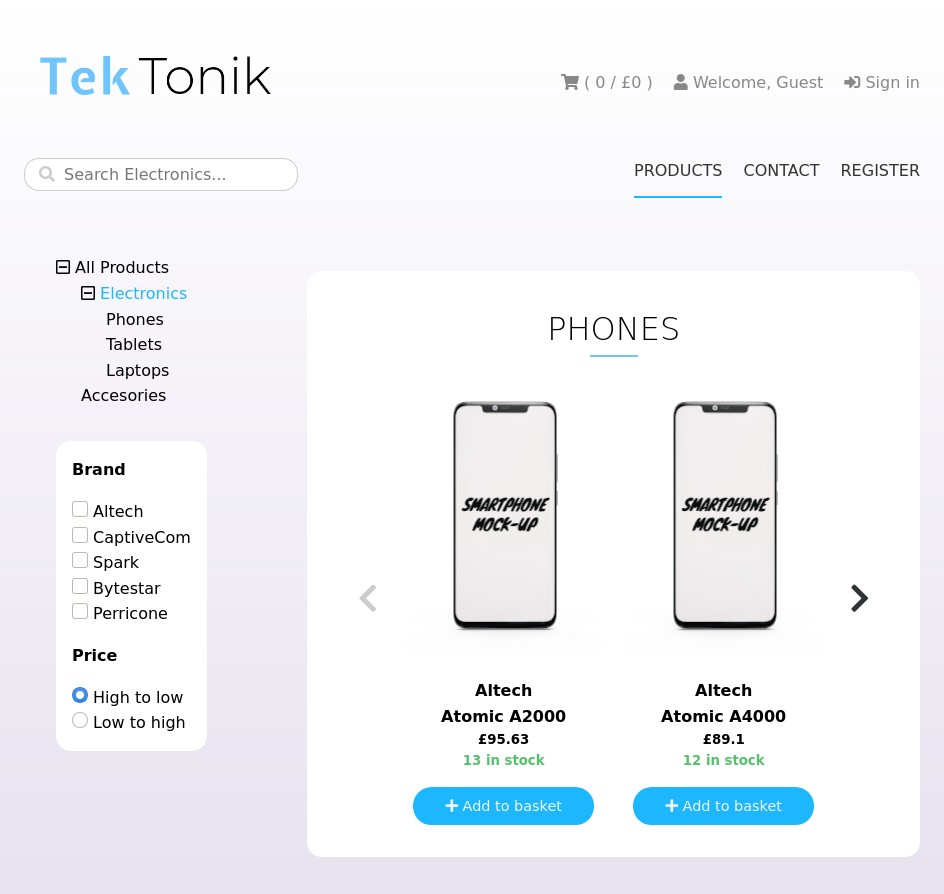 Tek Tonik
( 0 / £0 ) Welcome, Guest Sign in
Search Electronics...
PRODUCTS CONTACT REGISTER
All Products
Electronics
Phones
Tablets
Laptops
Accesories
Brand
Altech
CaptiveCom
Spark
Bytestar
Perricone
Price
High to low
Low to high
PHONES
SMARTPHONE
MOCK-UP
Altech
Atomic A2000
£95.63
13 in stock
Add to basket
SMARTPHONE
MOCK-UP
Altech
Atomic A4000
£89.1
12 in stock
Add to basket